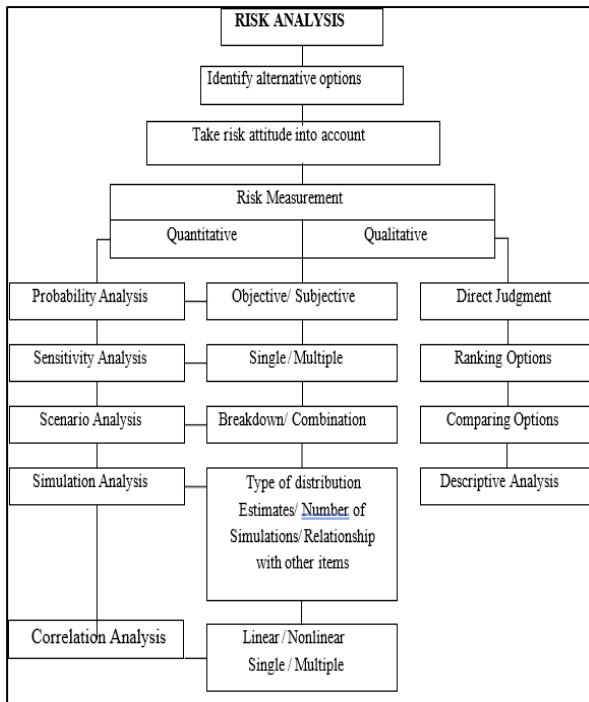 RISK ANALYSIS
Identify alternative options
Take risk attitude into account
Risk Measurement
Quantitative
Qualitative
Probability Analysis
Objective/ Subjective
Direct Judgment
Sensitivity Analysis
Single / Multiple
Ranking Options
Scenario Analysis
Breakdown/ Combination
Comparing Options
Simulation Analysis
Type of distribution
Estimates/ Number of
Simulations/ Relationship
with other items
Descriptive Analysis
Correlation Analysis
Linear / Nonlinear
Single / Multiple